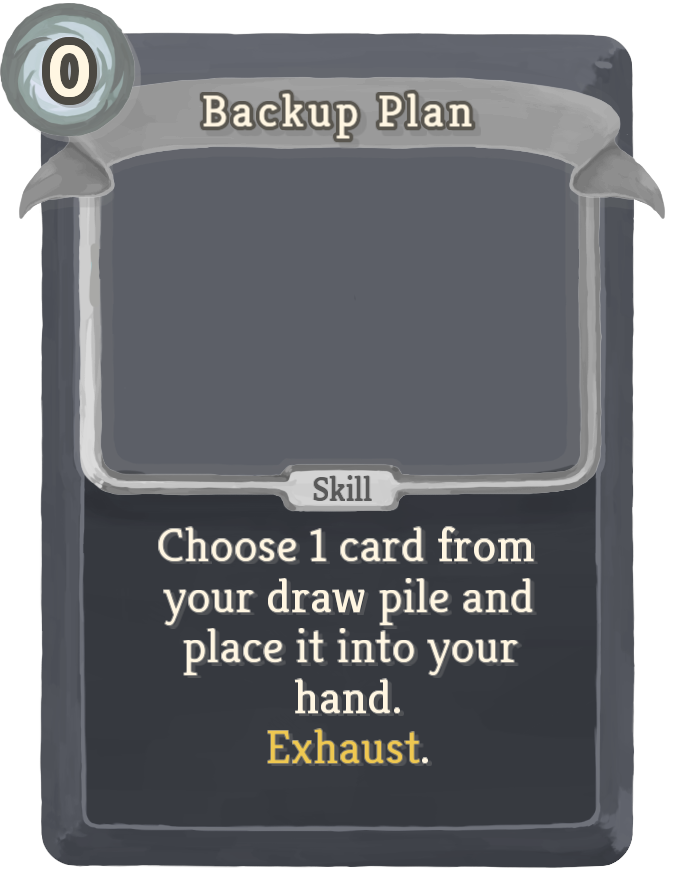 0
Backup Plan
Skill
Choose 1 card from
your draw pile and
place it into your
hand.
Exhaust.